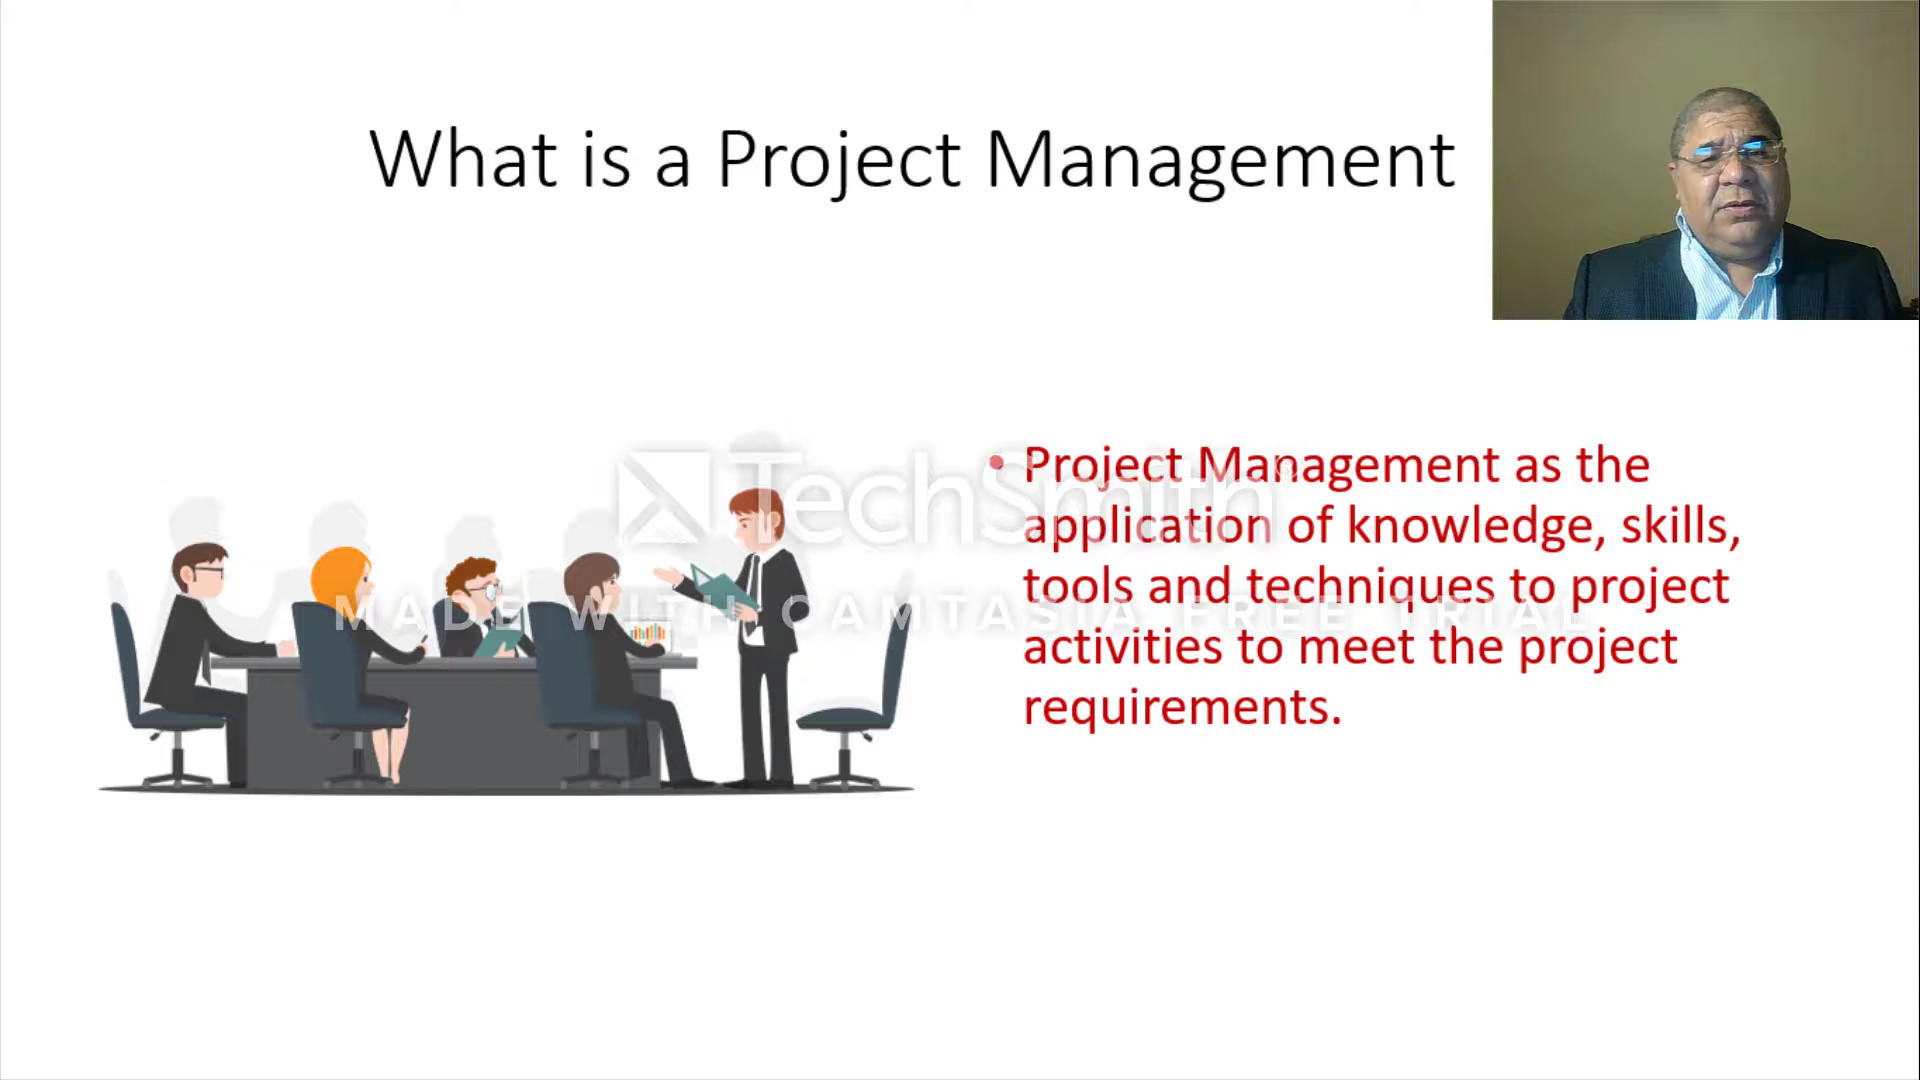 What is a Project Management
TechSmith
• Project Management as the
application of knowledge, skills,
tools and techniques to project
activities to meet the project
requirements.
MADE WITH CAMTASIA FREE TRIAL